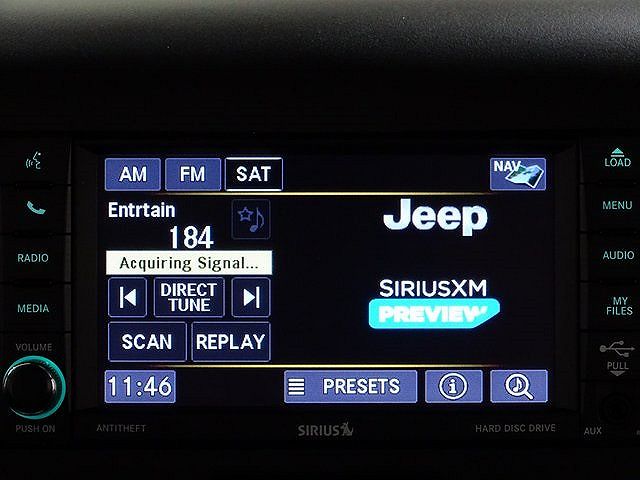 LOAD
AM FM SAT NAV
MENU
Entrtain
184
Jeep
RADIO
Acquiring Signal...
AUDIO
DIRECT
TUNE
SIRIUSXM
PREVIEW
MEDIA
MY
FILES
SCAN REPLAY
VOLUME
PULL
11:46 PRESETS
PUSH ON
ANTITHEFT
SIRIUS
HARD DISC DRIVE
AUX